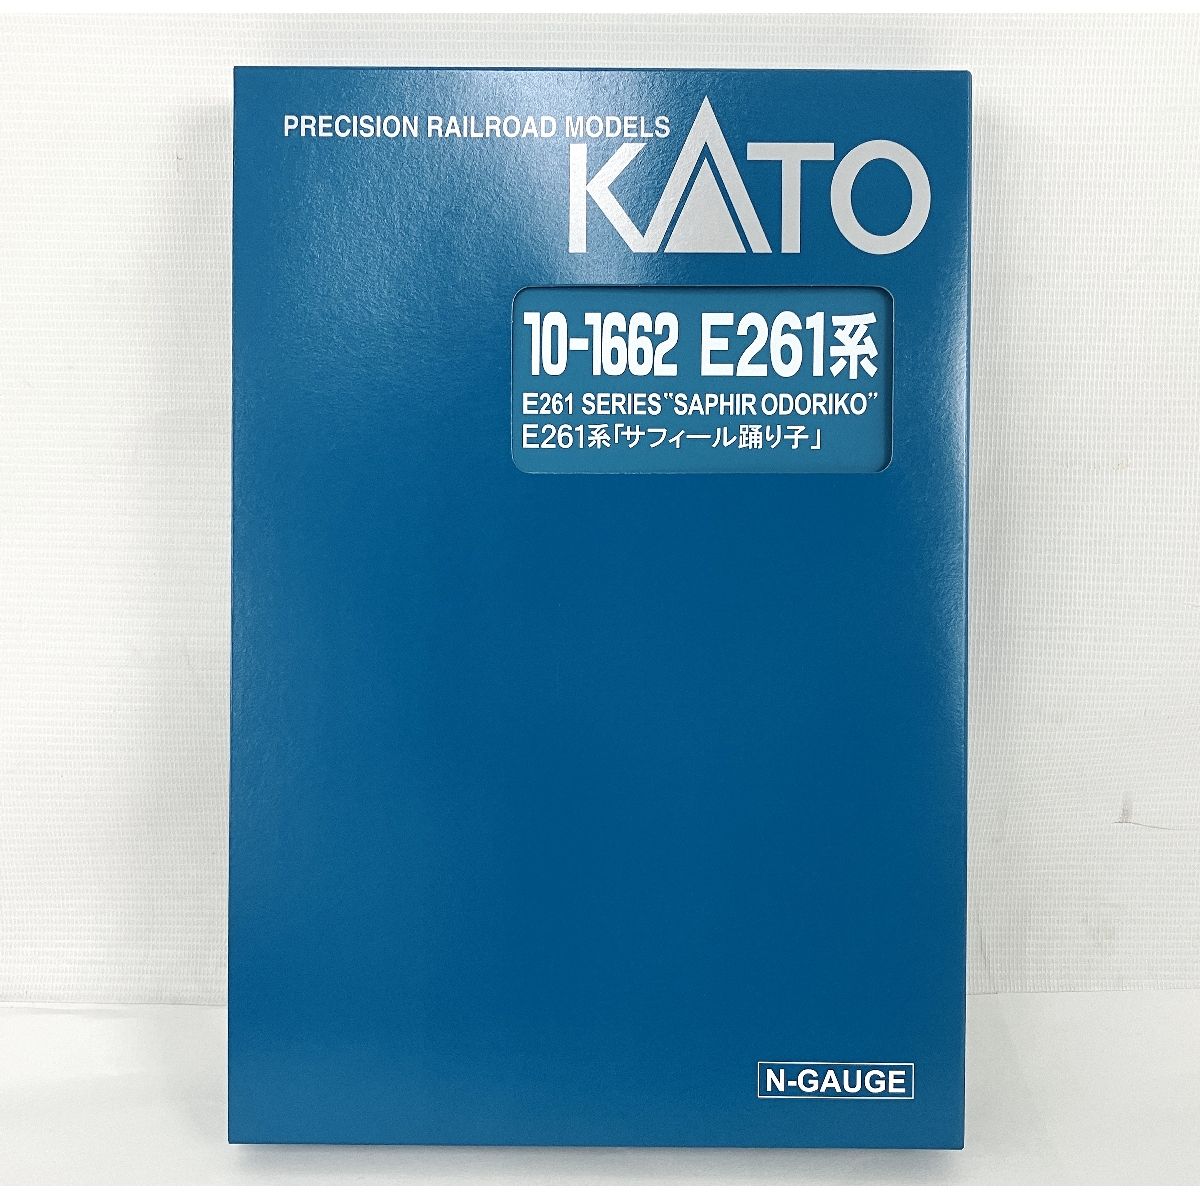 PRECISION RAILROAD MODELS
KATO
10-1662 E261系
E261 SERIES "SAPHIR ODORIKO"
E261系「サフィール踊り子」
N-GAUGE